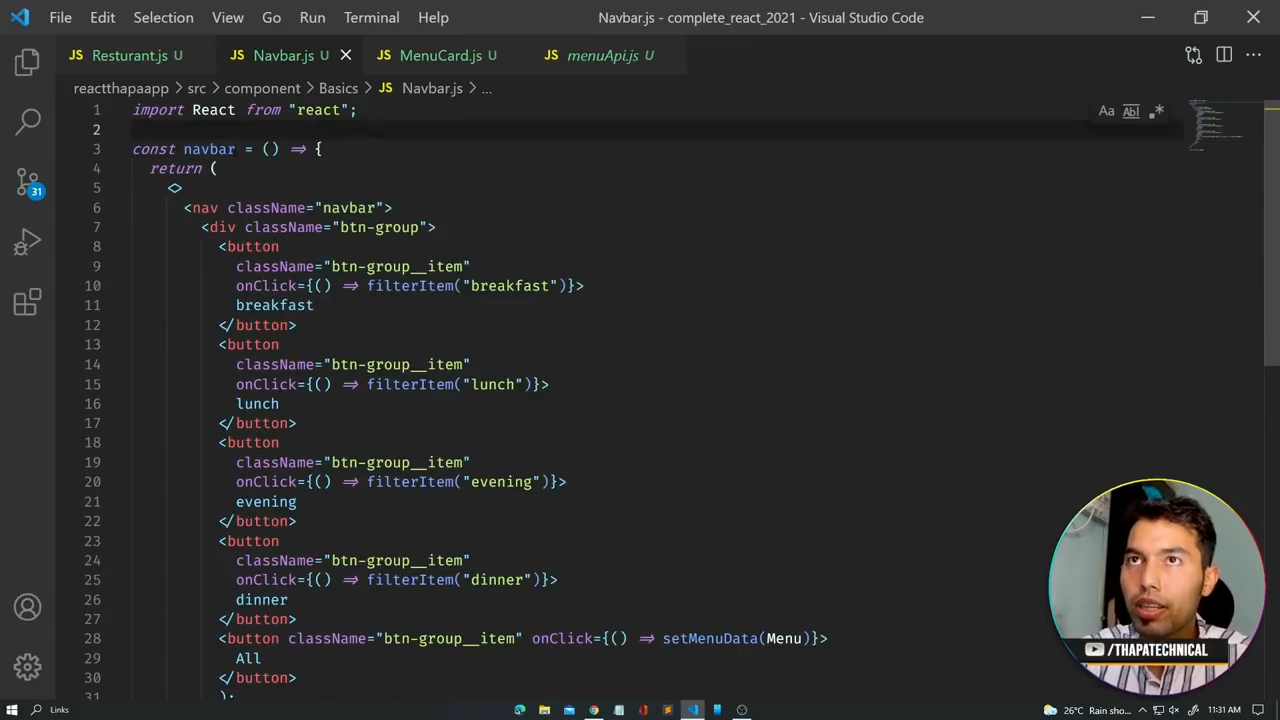 File Edit Selection View Go Run Terminal Help Navbar.js - complete_react_2021 - Visual Studio Code
JS Resturant.js U JS Navbar.js U JS MenuCard.js U JS menuApi.js U
reactthapaapp > src > component > Basics > JS Navbar.js > ...
1 import React from "react";
2
3 const navbar = () => {
4 return (
5 <>
6 <nav className="navbar">
7 <div className="btn-group">
8 <button
9 className="btn-group__item"
10 onClick={() => filterItem("breakfast")}>
11 breakfast
12 </button>
13 <button
14 className="btn-group__item"
15 onClick={() => filterItem("lunch")}>
16 lunch
17 </button>
18 <button
19 className="btn-group__item"
20 onClick={() => filterItem("evening")}>
21 evening
22 </button>
23 <button
24 className="btn-group__item"
25 onClick={() => filterItem("dinner")}>
26 dinner
27 </button>
28 <button className="btn-group__item" onClick={() => setMenuData(Menu)}>
29 All
30 </button>
31 );
Aa Abl .*
31
/THAPATECHNICAL
Links 26°C Rain sho... 11:31 AM